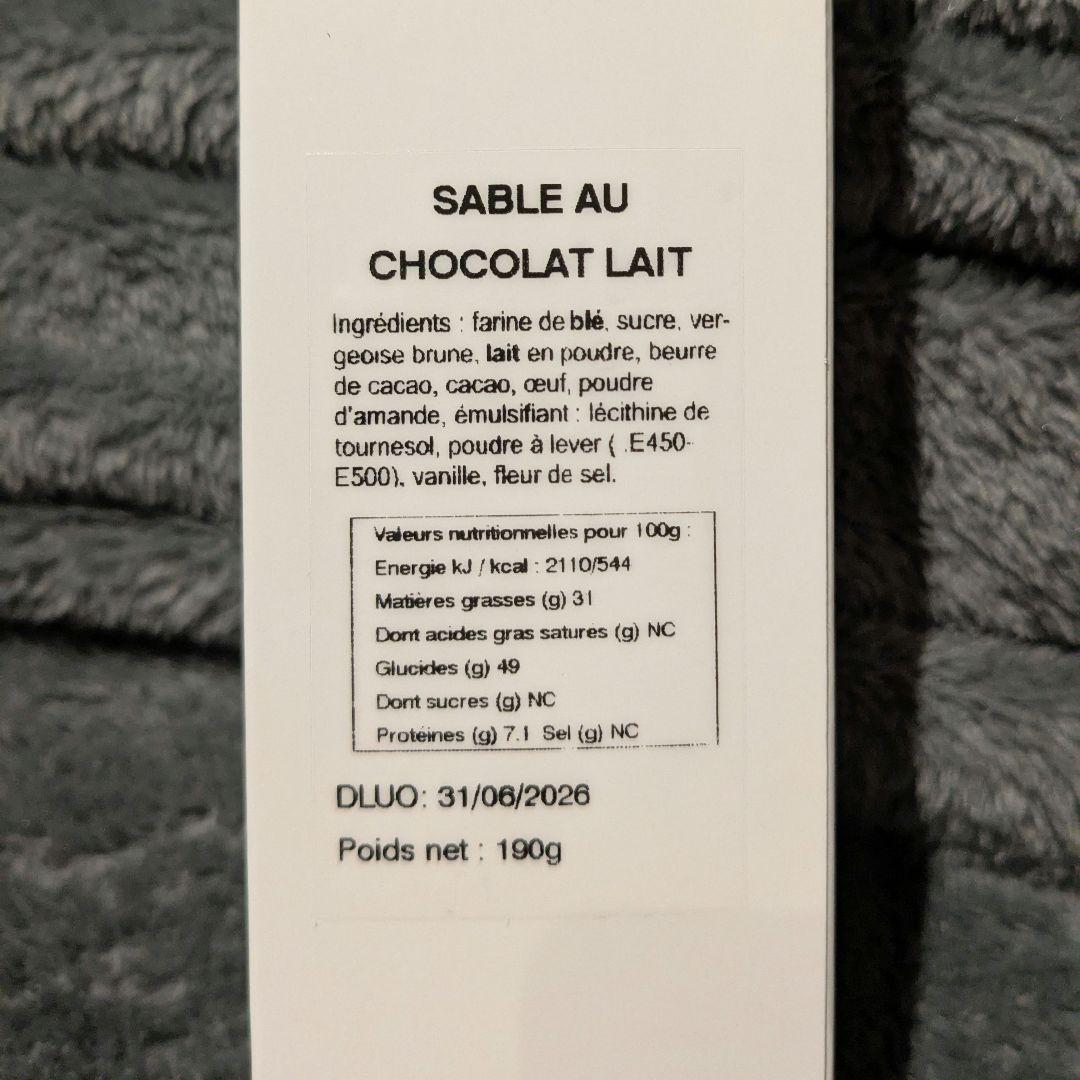 SABLE AU
CHOCOLAT LAIT
Ingrédients : farine de blé, sucre, ver-
geoise brune, lait en poudre, beurre
de cacao, cacao, œuf, poudre
d'amande, émulsifiant : lécithine de
tournesol, poudre à lever ( .E450-
E500), vanille, fleur de sel.
Valeurs nutritionnelles pour 100g :
Energie kJ / kcal : 2110/544
Matières grasses (g) 31
Dont acides gras saturés (g) NC
Glucides (g) 49
Dont sucres (g) NC
Protéines (g) 7.1 Sel (g) NC
DLUO: 31/06/2026
Poids net : 190g